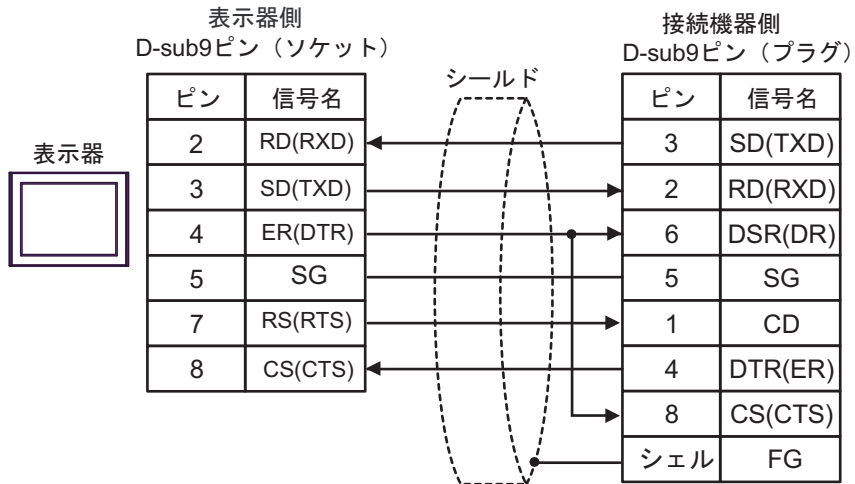 表示器側
D-sub9ピン（ソケット）
接続機器側
D-sub9ピン（プラグ）
シールド
表示器
ピン 信号名
2 RD(RXD)
3 SD(TXD)
4 ER(DTR)
5 SG
7 RS(RTS)
8 CS(CTS)
ピン 信号名
3 SD(TXD)
2 RD(RXD)
6 DSR(DR)
5 SG
1 CD
4 DTR(ER)
8 CS(CTS)
シェル FG